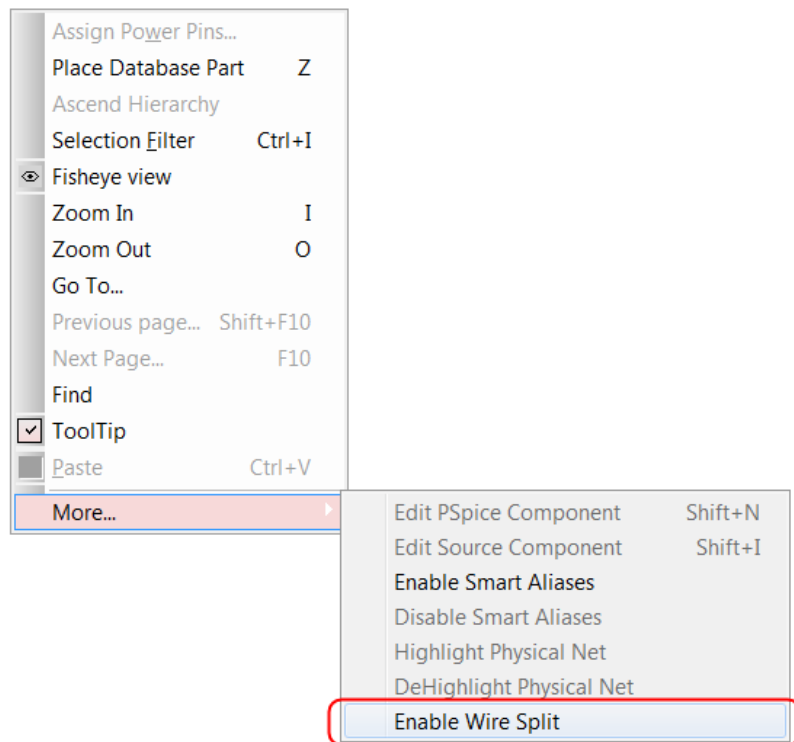 Assign Power Pins...
Place Database Part Z
Ascend Hierarchy
Selection Filter Ctrl+I
Fisheye view
Zoom In I
Zoom Out O
Go To...
Previous page... Shift+F10
Next Page... F10
Find
ToolTip
Paste Ctrl+V
More...
Edit PSpice Component Shift+N
Edit Source Component Shift+I
Enable Smart Aliases
Disable Smart Aliases
Highlight Physical Net
DeHighlight Physical Net
Enable Wire Split